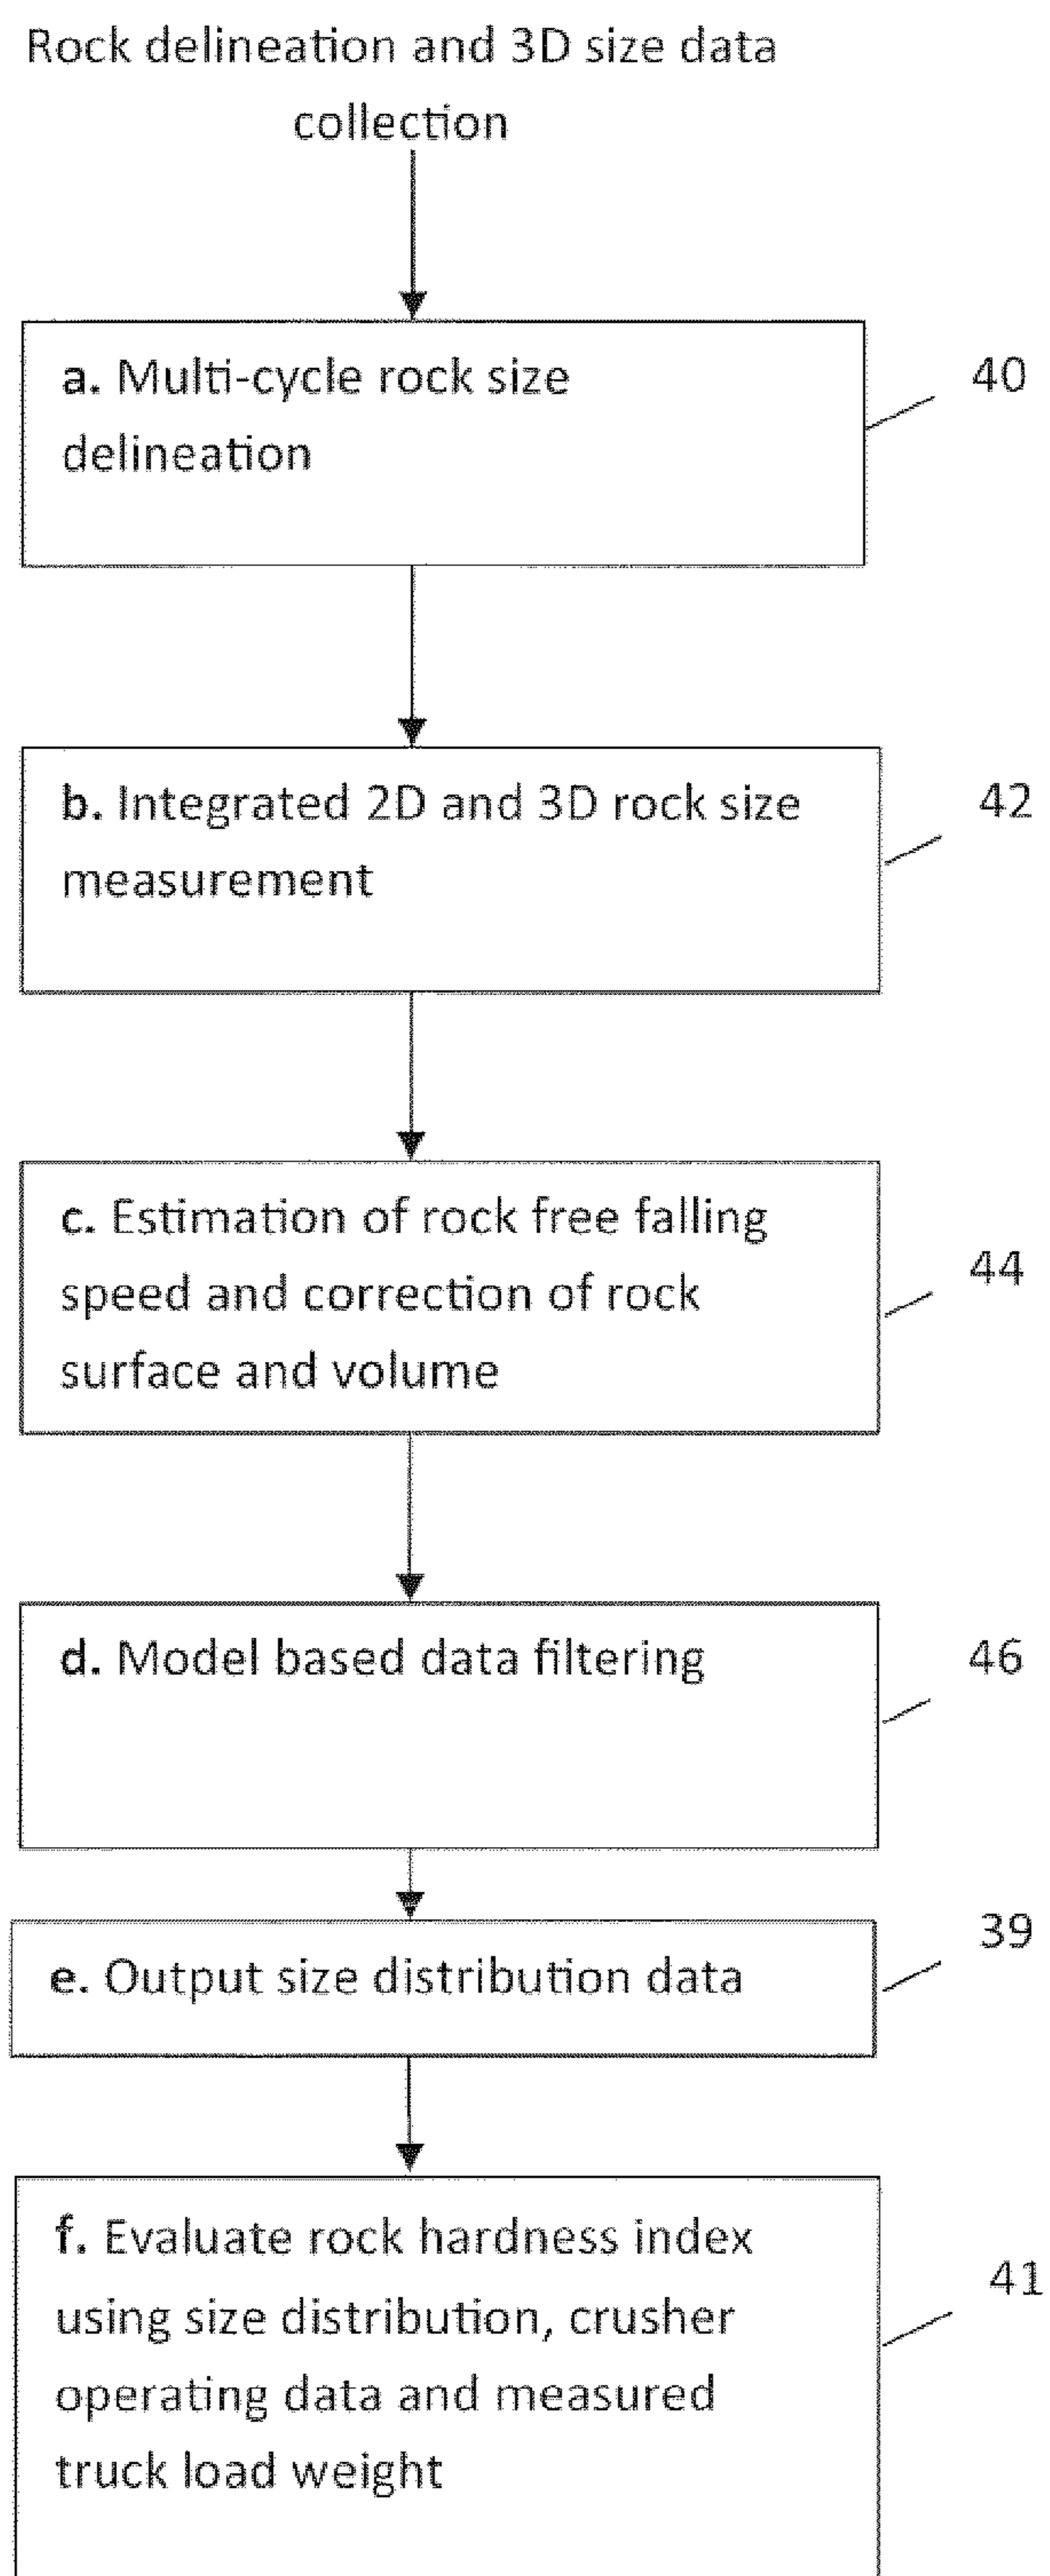 Rock delineation and 3D size data
collection
a. Multi-cycle rock size
delineation
40
b. Integrated 2D and 3D rock size
measurement
42
c. Estimation of rock free falling
speed and correction of rock
surface and volume
44
d. Model based data filtering
46
e. Output size distribution data
39
f. Evaluate rock hardness index
using size distribution, crusher
operating data and measured
truck load weight
41